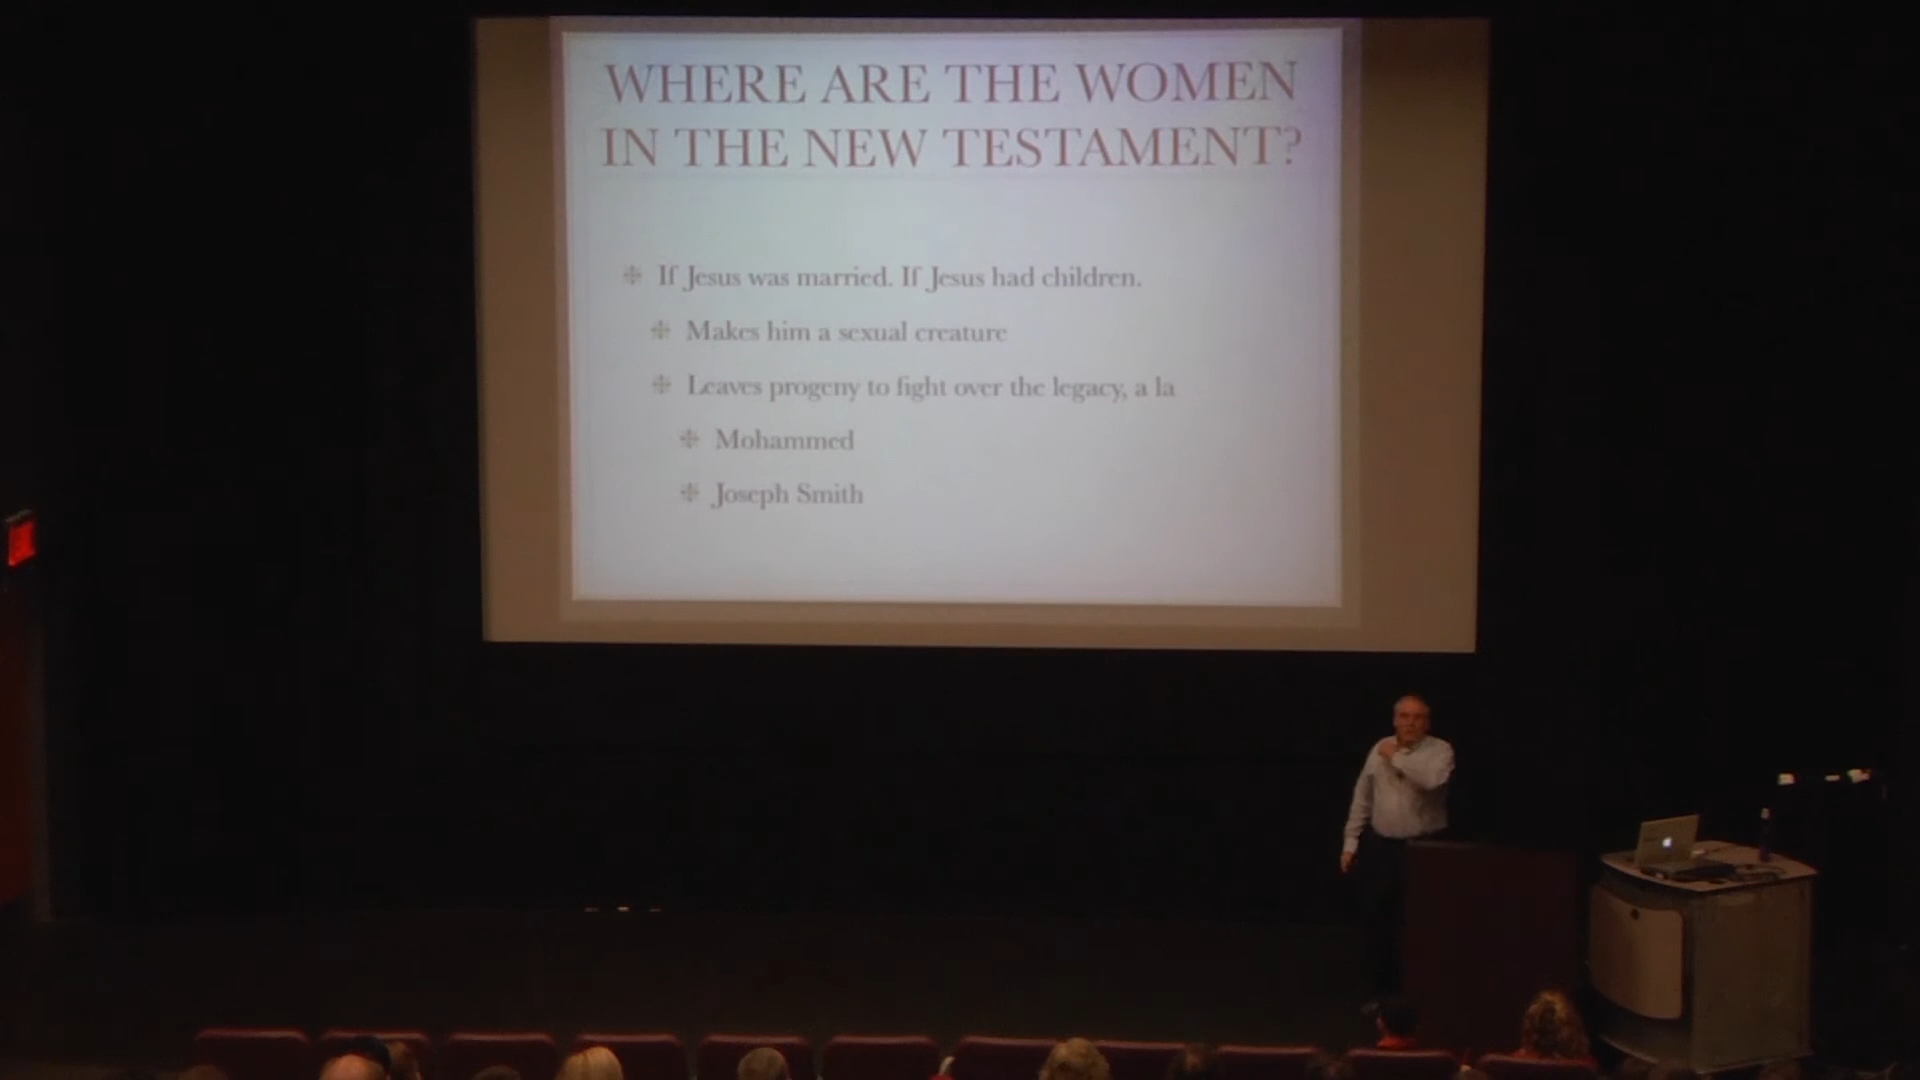 WHERE ARE THE WOMEN
IN THE NEW TESTAMENT?
If Jesus was married. If Jesus had children.
Makes him a sexual creature
Leaves progeny to fight over the legacy, a la
Mohammed
Joseph Smith